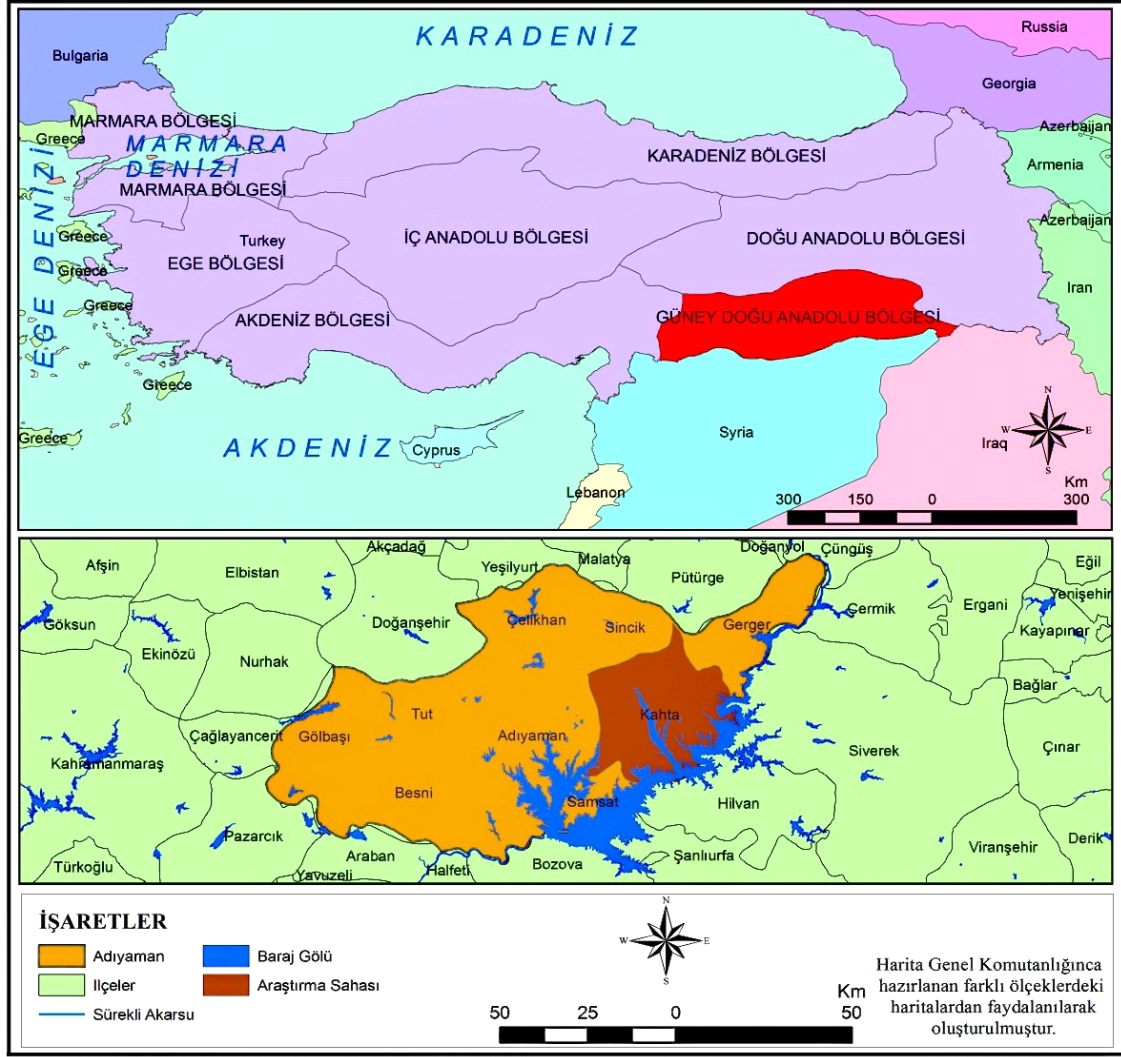 KARADENİZ
Russia
Bulgaria
Georgia
MARMARA BÖLGESİ
Greece
MARMARA
DENİZİ
Azerbaijan
KARADENİZ BÖLGESİ
Armenia
MARMARA BÖLGESİ
EGE DENİZİ
Greece
Turkey
EGE BÖLGESİ
İÇ ANADOLU BÖLGESİ
DOĞU ANADOLU BÖLGESİ
Azerbaijan
Greece
Iran
Greece
AKDENİZ BÖLGESİ
GÜNEY DOĞU ANADOLU BÖLGESİ
Greece
Greece
AKDENİZ
Cyprus
Syria
Iraq
N
W
E
S
Lebanon
Km
300 150 0 300
Afşin
Elbistan
Akçadağ
Yeşilyurt
Malatya
Pütürge
Doğanyol
Çüngüş
Eğil
Yenişehir
Göksun
Ekinözü
Nurhak
Doğanşehir
Çelikhan
Sincik
Gerger
Çermik
Ergani
Kayapınar
Bağlar
Çağlayancerit
Gölbaşı
Tut
Adıyaman
Kahta
Siverek
Çınar
Kahramanmaraş
Besni
Samsat
Hilvan
Pazarcık
Araban
Türkoğlu
Yavuzeli
Halfeti
Bozova
Şanlıurfa
Viranşehir
Derik
İŞARETLER
Adıyaman
Baraj Gölü
Ilçeler
Araştırma Sahası
Sürekli Akarsu
N
W
E
S
Km
50 25 0 50
Harita Genel Komutanlığınca
hazırlanan farklı ölçeklerdeki
haritalardan faydalanılarak
oluşturulmuştur.